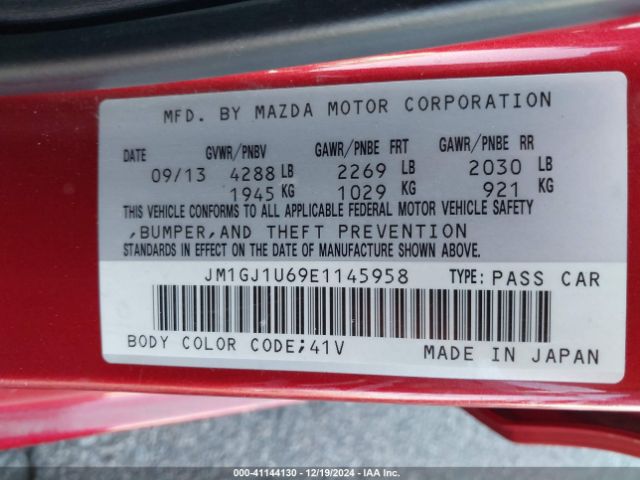 MFD. BY MAZDA MOTOR CORPORATION
DATE GVWR/PNBV GAWR/PNBE FRT GAWR/PNBE RR
09/13 4288 LB 2269 LB 2030 LB
1945 KG 1029 KG 921 KG
THIS VEHICLE CONFORMS TO ALL APPLICABLE FEDERAL MOTOR VEHICLE SAFETY
,BUMPER,AND THEFT PREVENTION
STANDARDS IN EFFECT ON THE DATE OF MANUFACTURE SHOWN ABOVE.
JM1GJ1U69E1145958 TYPE: PASS CAR
BODY COLOR CODE;41V MADE IN JAPAN
000-41144130 - 12/19/2024 - IAA Inc.